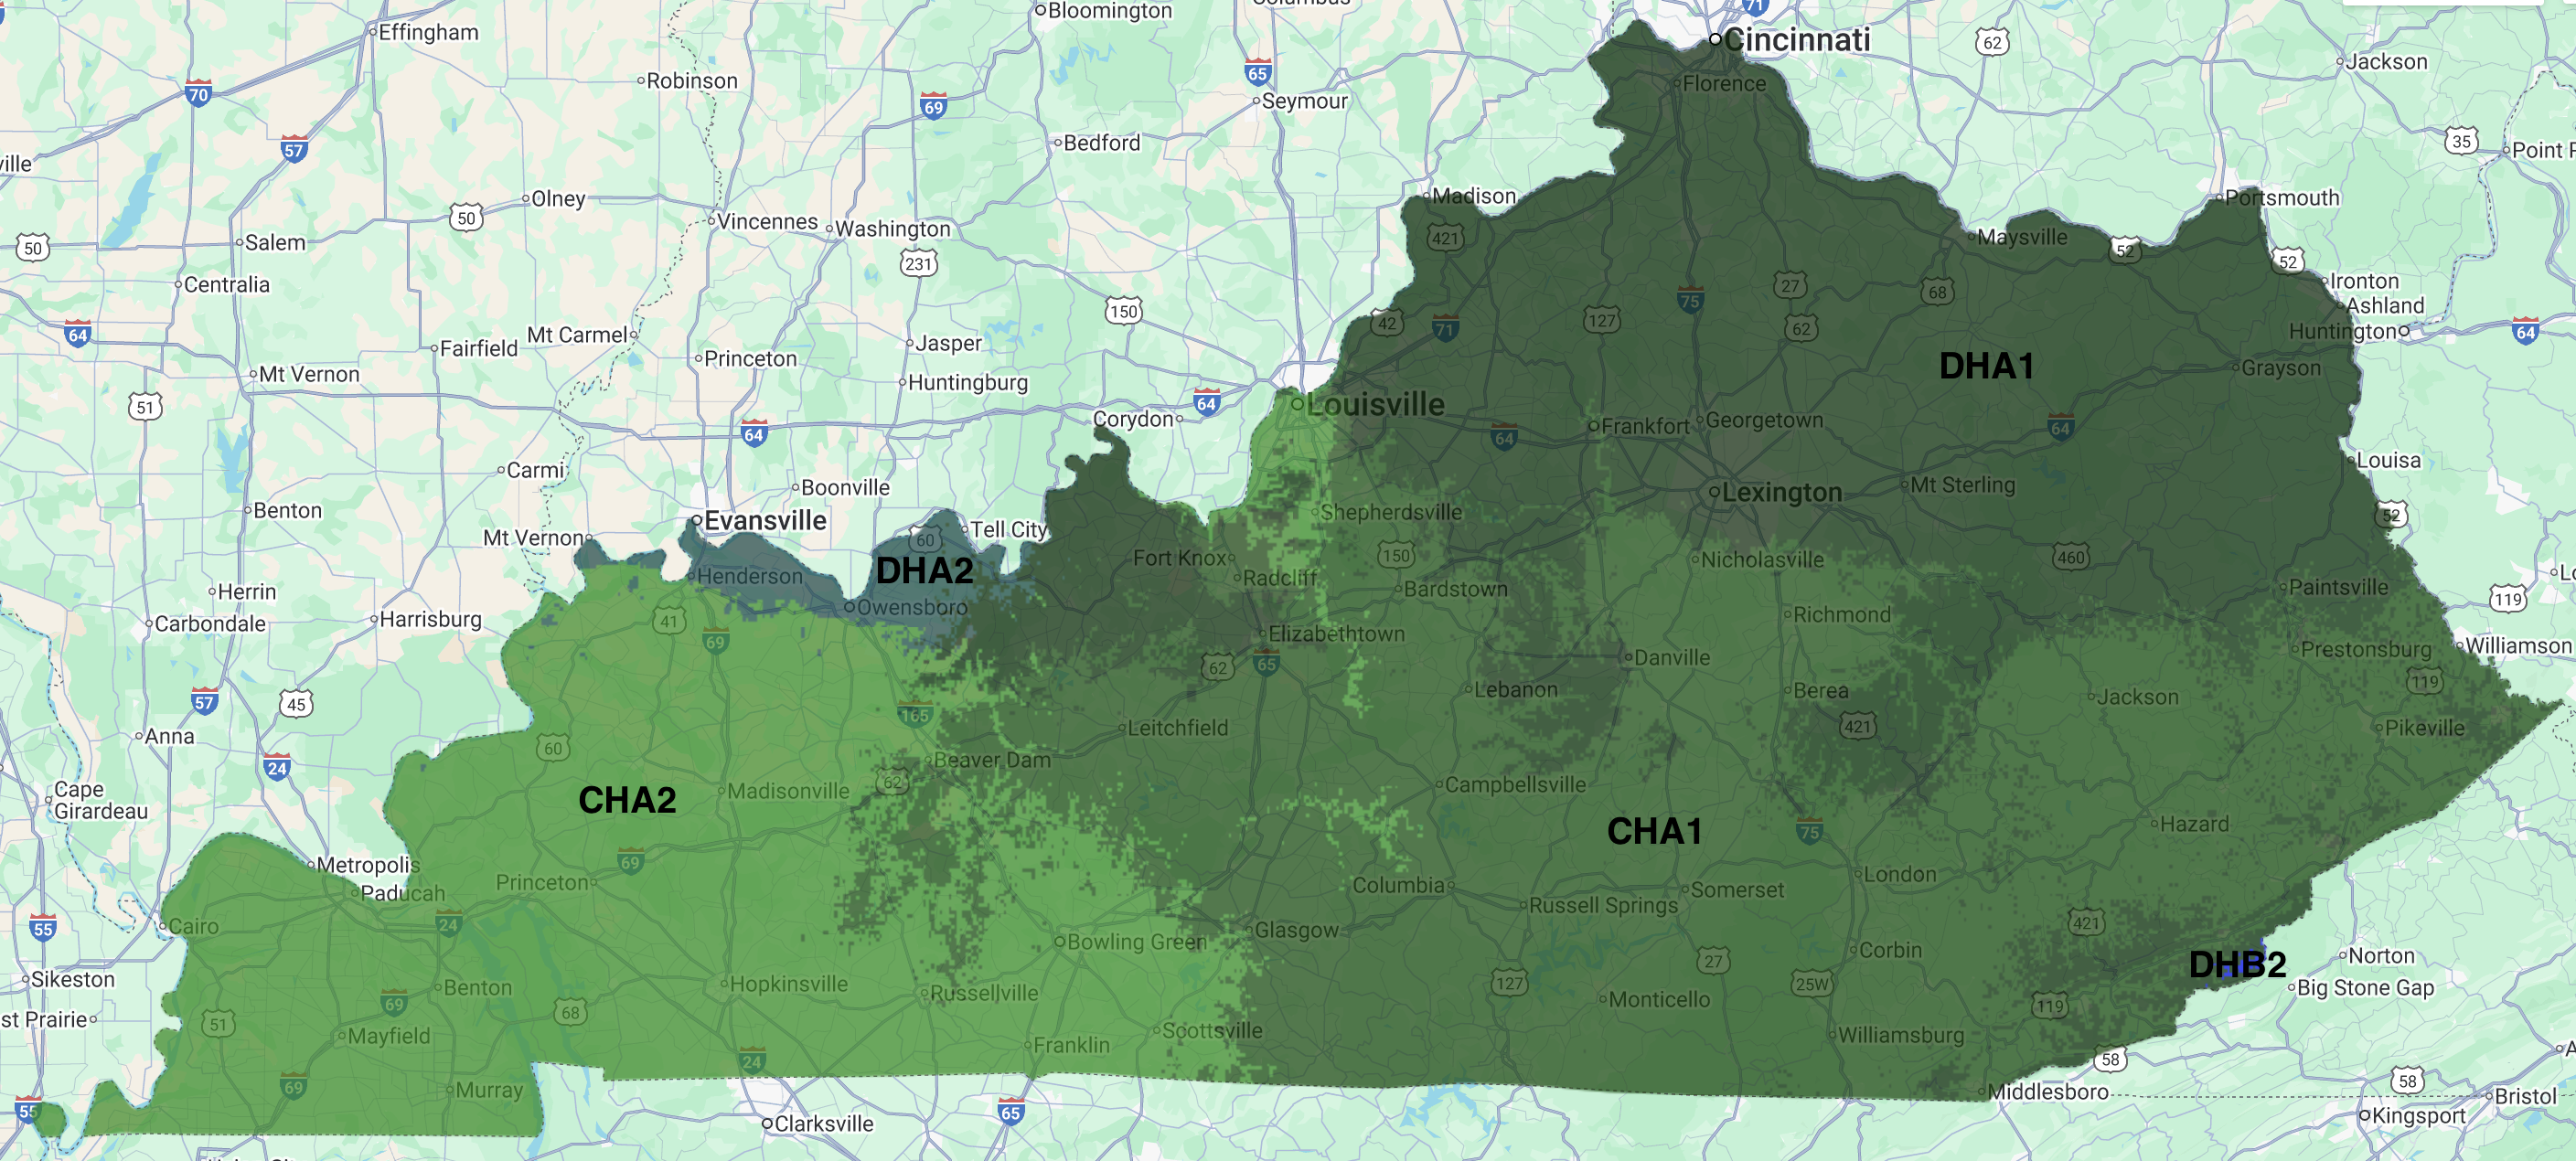 Effingham
Bloomington
71
Cincinnati
62
Jackson
Robinson
70
65
Seymour
69
Florence
57
Bedford
35
Point P
ville
Olney
50
Vincennes
Washington
Madison
Portsmouth
50
Salem
231
421
Maysville
52
52
Centralia
Ironton
150
27
68
75
Ashland
64
Mt Carmel
Fairfield
Princeton
Jasper
42
71
127
62
Huntington
64
Mt Vernon
Huntingburg
DHA1
Grayson
51
64
Corydon
Louisville
64
64
Frankfort
Georgetown
64
Carmi
Louisa
Boonville
Lexington
Mt Sterling
Benton
Evansville
Shepherdsville
52
Mt Vernon
60
Tell City
DHA2
Fort Knox
150
Nicholasville
460
Henderson
Radcliff
Bardstown
Paintsville
Herrin
Owensboro
119
Carbondale
Harrisburg
41
69
Richmond
Elizabethtown
Williamson
62
65
Danville
Prestonsburg
57
45
Lebanon
Berea
Jackson
119
165
Anna
60
Leitchfield
421
Pikeville
24
Beaver Dam
62
Cape
Girardeau
CHA2
Madisonville
Campbellsville
CHA1
75
Hazard
Metropolis
69
Paducah
Princeton
Columbia
Somerset
London
Russell Springs
55
Cairo
24
Glasgow
421
Bowling Green
Corbin
DHB2
Norton
Sikeston
Benton
Hopkinsville
Russellville
127
27
25W
Big Stone Gap
69
68
Monticello
119
st Prairie
51
Mayfield
Franklin
Scottsville
Williamsburg
24
58
69
Murray
Middlesboro
58
55
65
Bristol
Clarksville
Kingsport